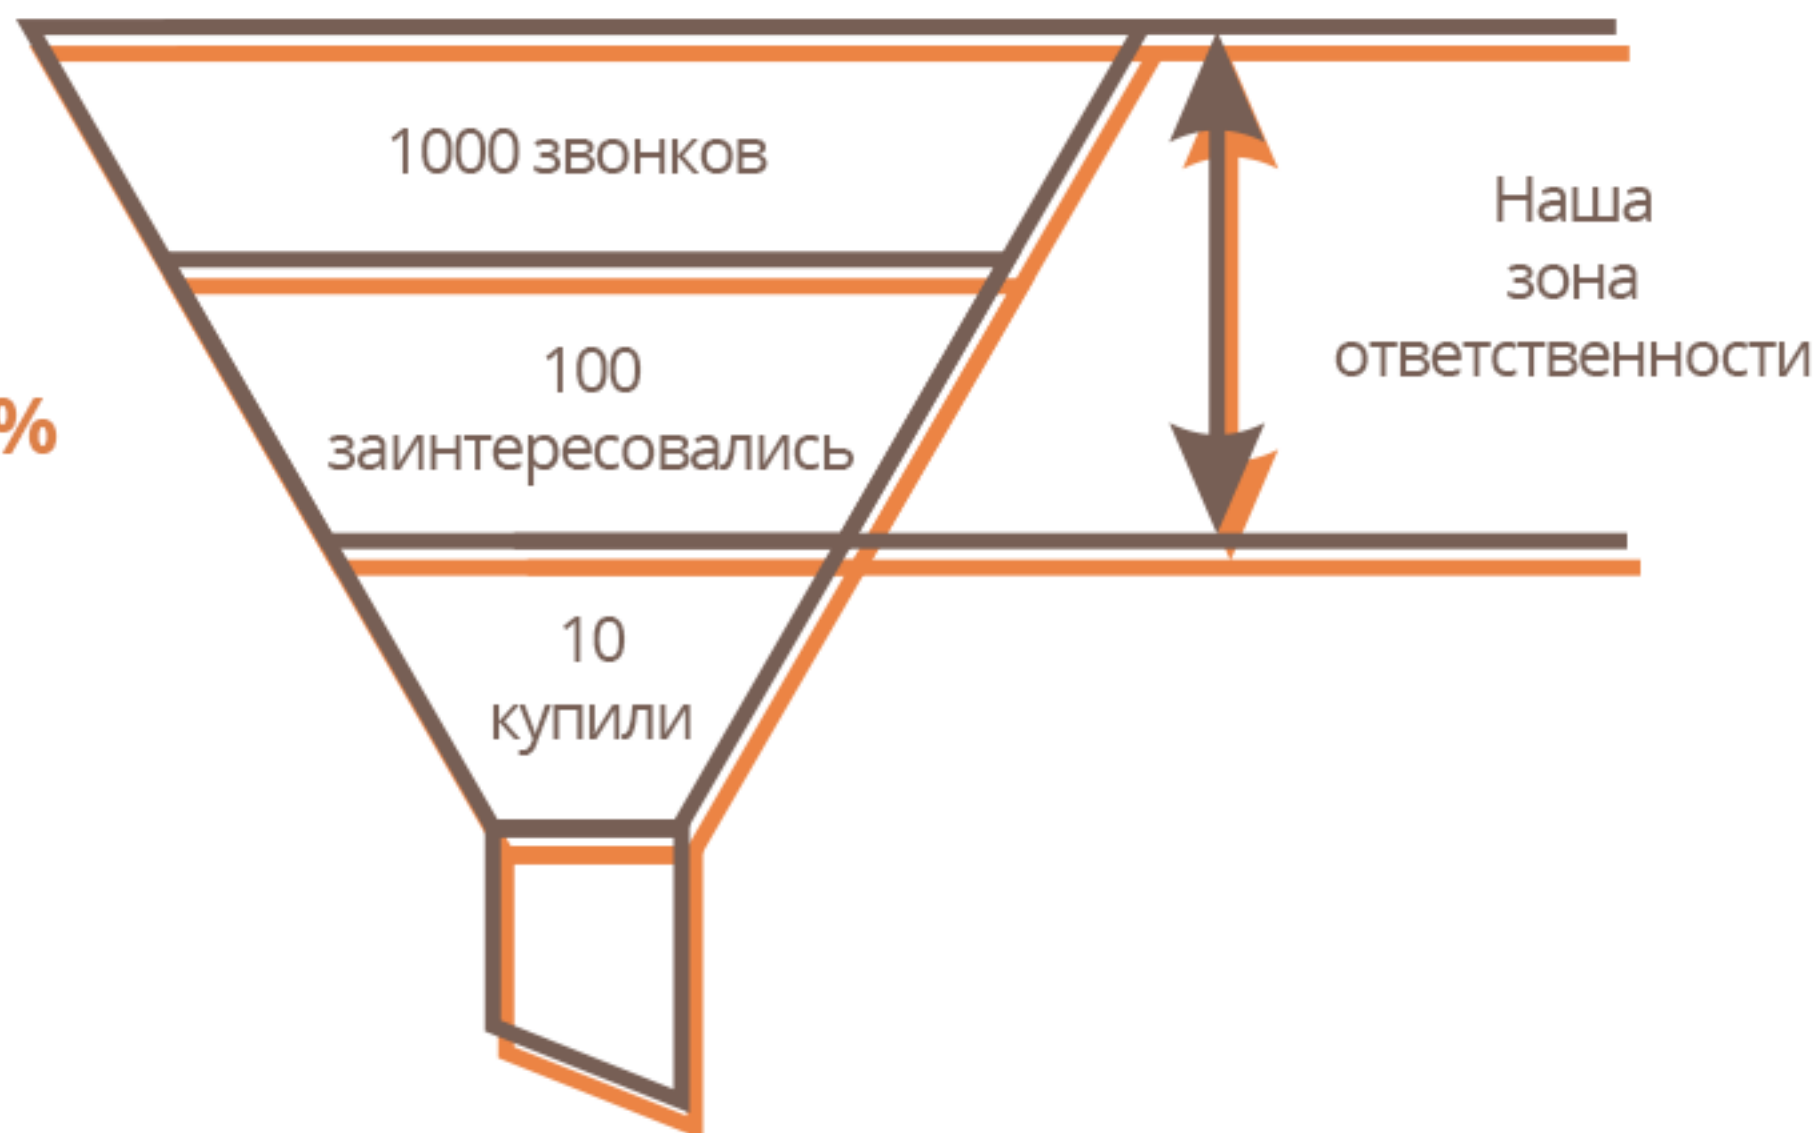 1000 звонков
Наша
зона
ответственности
100
заинтересовались
%
10
купили